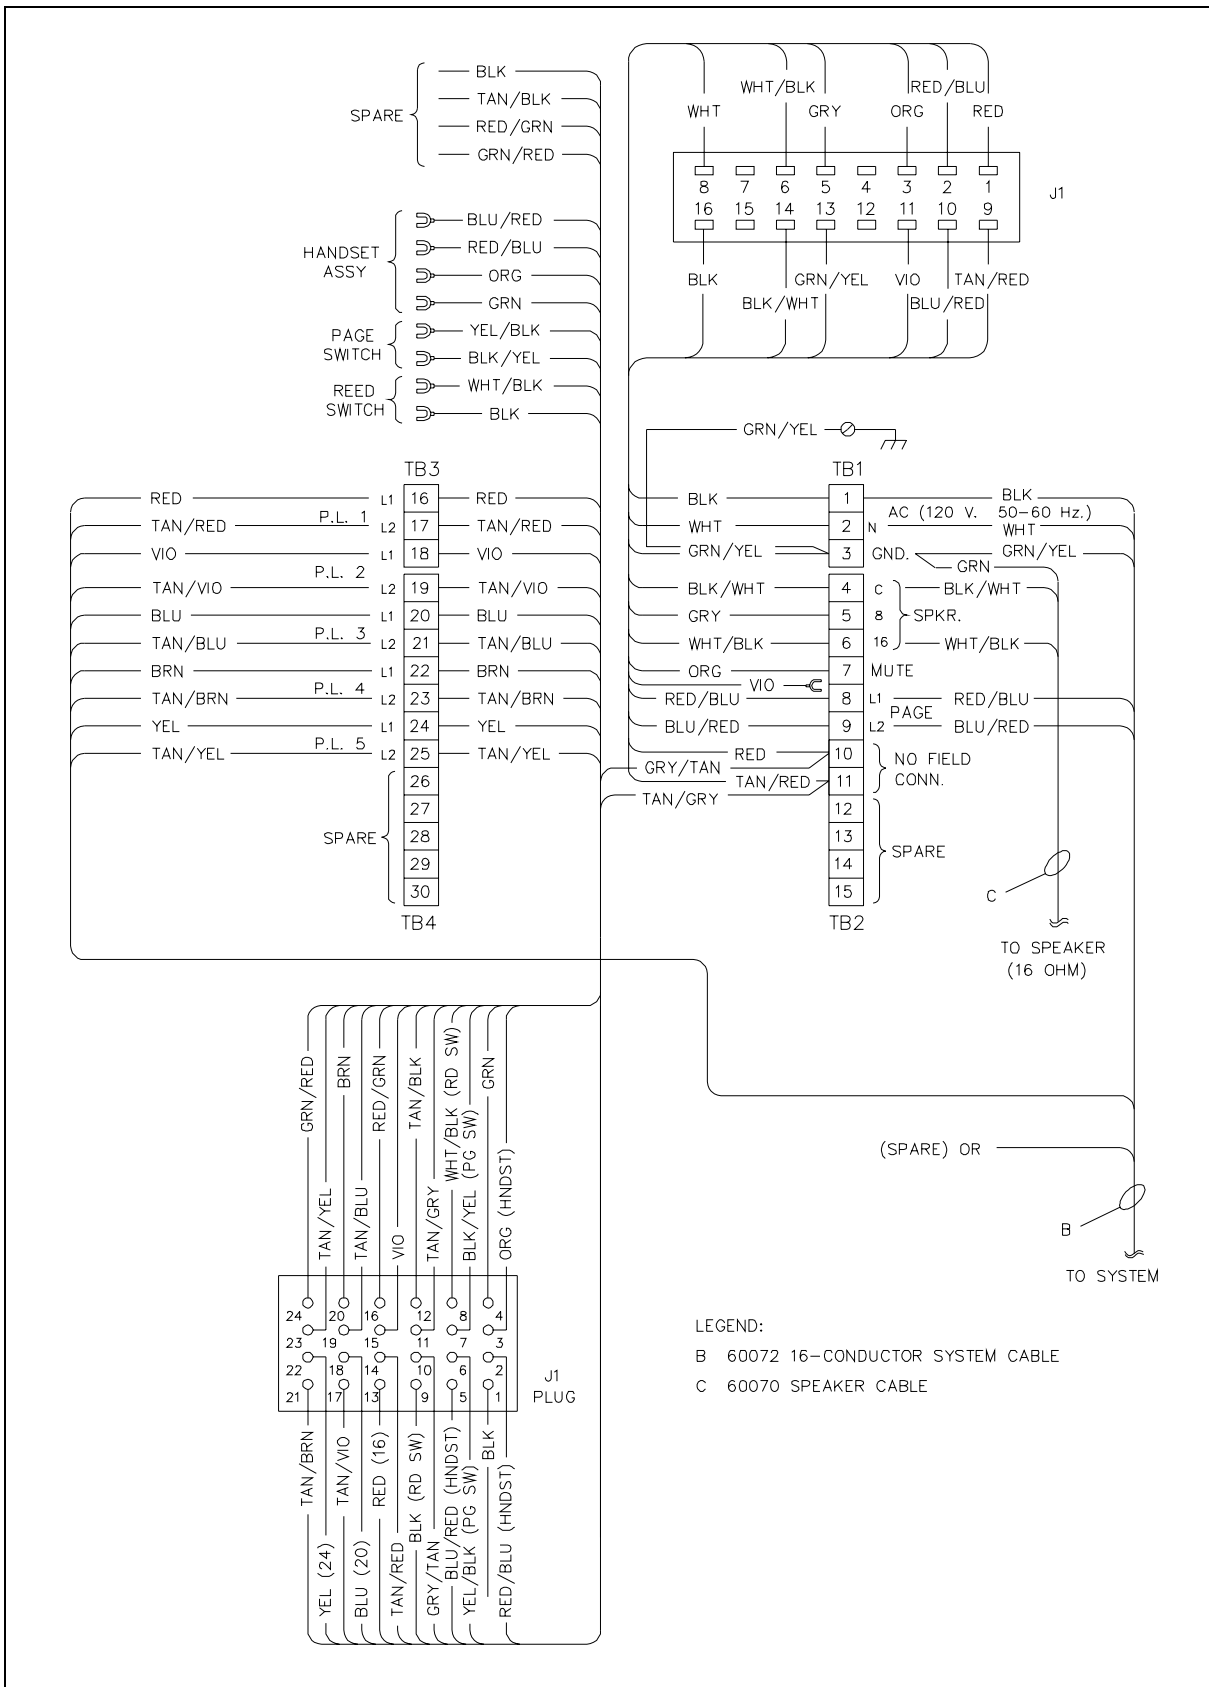 SPARE
BLK
TAN/BLK
RED/GRN
GRN/RED
HANDSET
ASSY
BLU/RED
RED/BLU
ORG
GRN
PAGE
SWITCH
YEL/BLK
BLK/YEL
REED
SWITCH
WHT/BLK
BLK
WHT/BLK RED/BLU
WHT GRY ORG RED
8 7 6 5 4 3 2 1
16 15 14 13 12 11 10 9
J1
BLK GRN/YEL VIO TAN/RED
BLK/WHT BLU/RED
GRN/YEL
TB3
RED L1 16 RED
P.L. 1
TAN/RED L2 17 TAN/RED
VIO L1 18 VIO
P.L. 2
TAN/VIO L2 19 TAN/VIO
BLU L1 20 BLU
P.L. 3
TAN/BLU L2 21 TAN/BLU
BRN L1 22 BRN
P.L. 4
TAN/BRN L2 23 TAN/BRN
YEL L1 24 YEL
P.L. 5
TAN/YEL L2 25 TAN/YEL
26
27
SPARE 28
29
30
TB4
TB1
BLK 1 BLK
AC (120 V. 50-60 Hz.)
WHT 2 N WHT
GRN/YEL 3 GND. GRN/YEL
GRN
BLK/WHT 4 C BLK/WHT
GRY 5 8 SPKR.
WHT/BLK 6 16 WHT/BLK
ORG 7 MUTE
VIO
RED/BLU 8 L1 RED/BLU
PAGE
BLU/RED 9 L2 BLU/RED
RED 10 NO FIELD
GRY/TAN
TAN/RED 11 CONN.
TAN/GRY
12
13
SPARE
14
15
TB2
C
TO SPEAKER
(16 OHM)
(SPARE) OR
B
TO SYSTEM
GRN/RED
TAN/YEL
BRN
TAN/BLU
RED/GRN
VIO
TAN/BLK
TAN/GRY
WHT/BLK (RD SW)
BLK/YEL (PG SW)
GRN
ORG (HNDST)
24 20 16 12 8 4
23 19 15 11 7 3
22 18 14 10 6 2
21 17 13 9 5 1
J1
PLUG
TAN/BRN
YEL (24)
TAN/VIO
BLU (20)
RED (16)
TAN/RED
BLK (RD SW)
GRY/TAN
BLU/RED (HNDST)
YEL/BLK (PG SW)
BLK
RED/BLU (HNDST)
LEGEND:
B 60072 16-CONDUCTOR SYSTEM CABLE
C 60070 SPEAKER CABLE